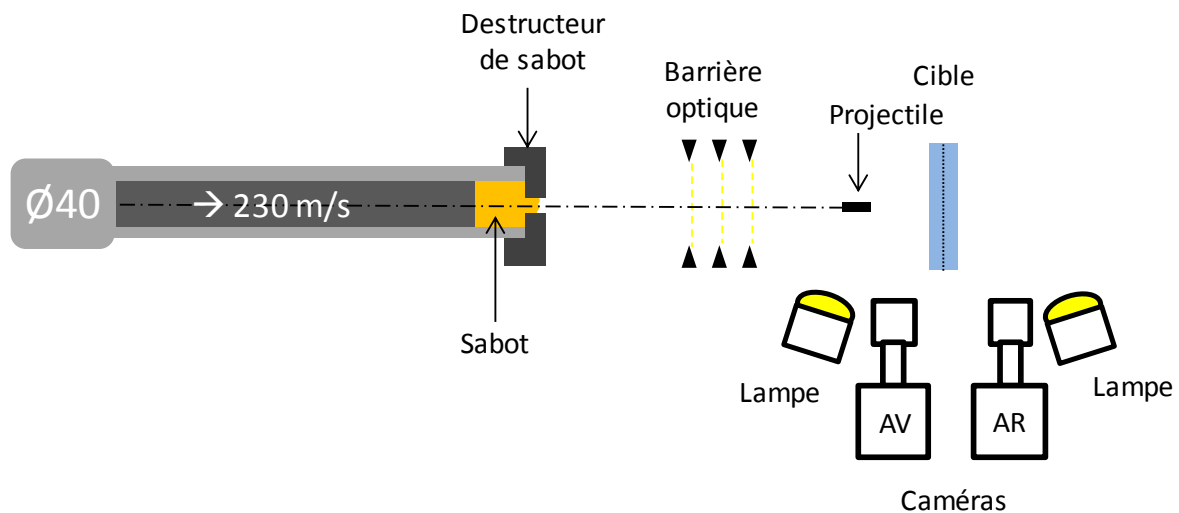 Destructeur
de sabot
Barrière
optique
Cible
Projectile
Ø40
→ 230 m/s
Sabot
Lampe
Lampe
AV
AR
Caméras